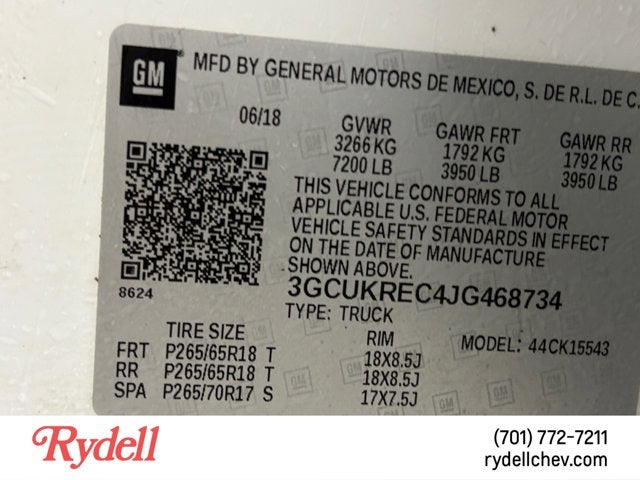 GM
MFD BY GENERAL MOTORS DE MEXICO, S. DE R.L. DE C.
06/18
GVWR GAWR FRT GAWR RR
3266 KG 1792 KG 1792 KG
7200 LB 3950 LB 3950 LB
THIS VEHICLE CONFORMS TO ALL
APPLICABLE U.S. FEDERAL MOTOR
VEHICLE SAFETY STANDARDS IN EFFECT
ON THE DATE OF MANUFACTURE
SHOWN ABOVE.
8624
3GCUKREC4JG468734
TYPE: TRUCK
TIRE SIZE RIM MODEL: 44CK15543
FRT P265/65R18 T 18X8.5J
RR P265/65R18 T 18X8.5J
SPA P265/70R17 S 17X7.5J
Rydell
(701) 772-7211
rydellchev.com